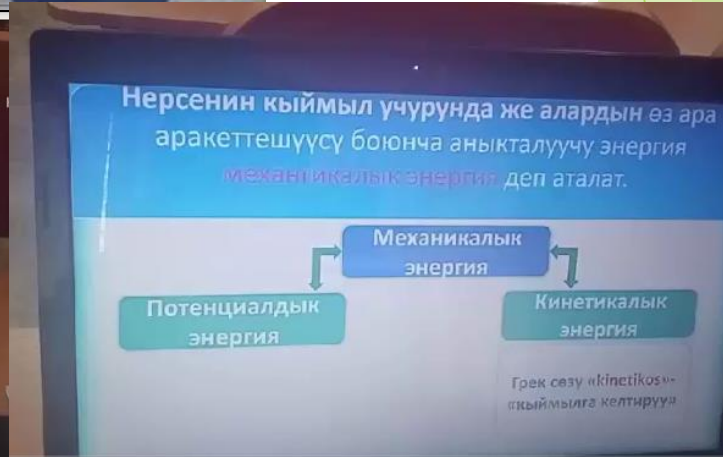 Нерсенин кыймыл учурунда же алардын өз ара
аракеттешүүсү боюнча аныкталуучу энергия
механикалык энергия деп аталат.
Механикалык
энергия
Потенциалдык
энергия
Кинетикалык
энергия
Грек сөзү «kinetikos»-
«кыймылга келтирүү»